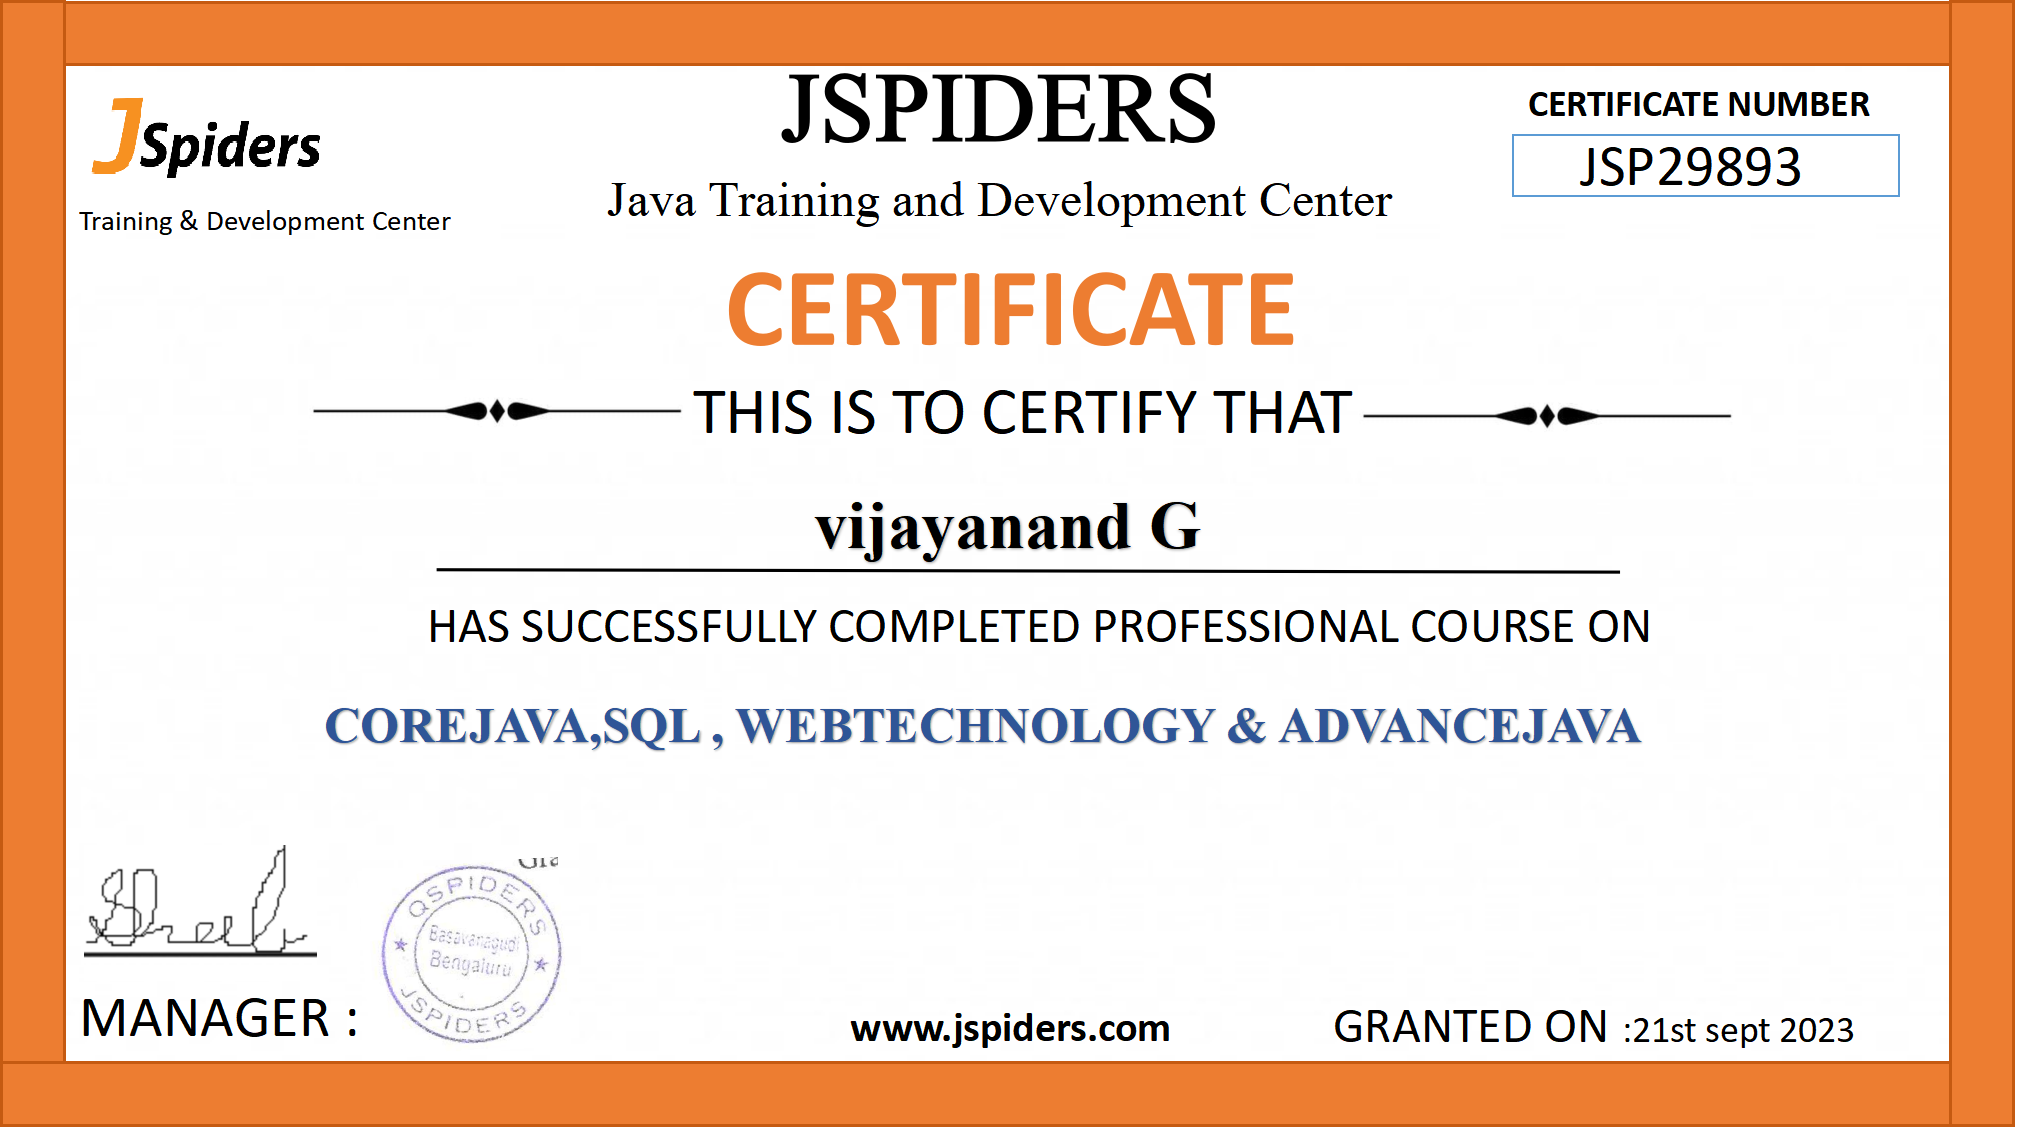 JSpiders
Training & Development Center
JSPIDERS
Java Training and Development Center
CERTIFICATE NUMBER
JSP29893
CERTIFICATE
THIS IS TO CERTIFY THAT
vijayanand G
HAS SUCCESSFULLY COMPLETED PROFESSIONAL COURSE ON
COREJAVA,SQL , WEBTECHNOLOGY & ADVANCEJAVA
QSPIDERS
Basavanagudi
Bengaluru
JSPIDERS
MANAGER :
www.jspiders.com
GRANTED ON :21st sept 2023